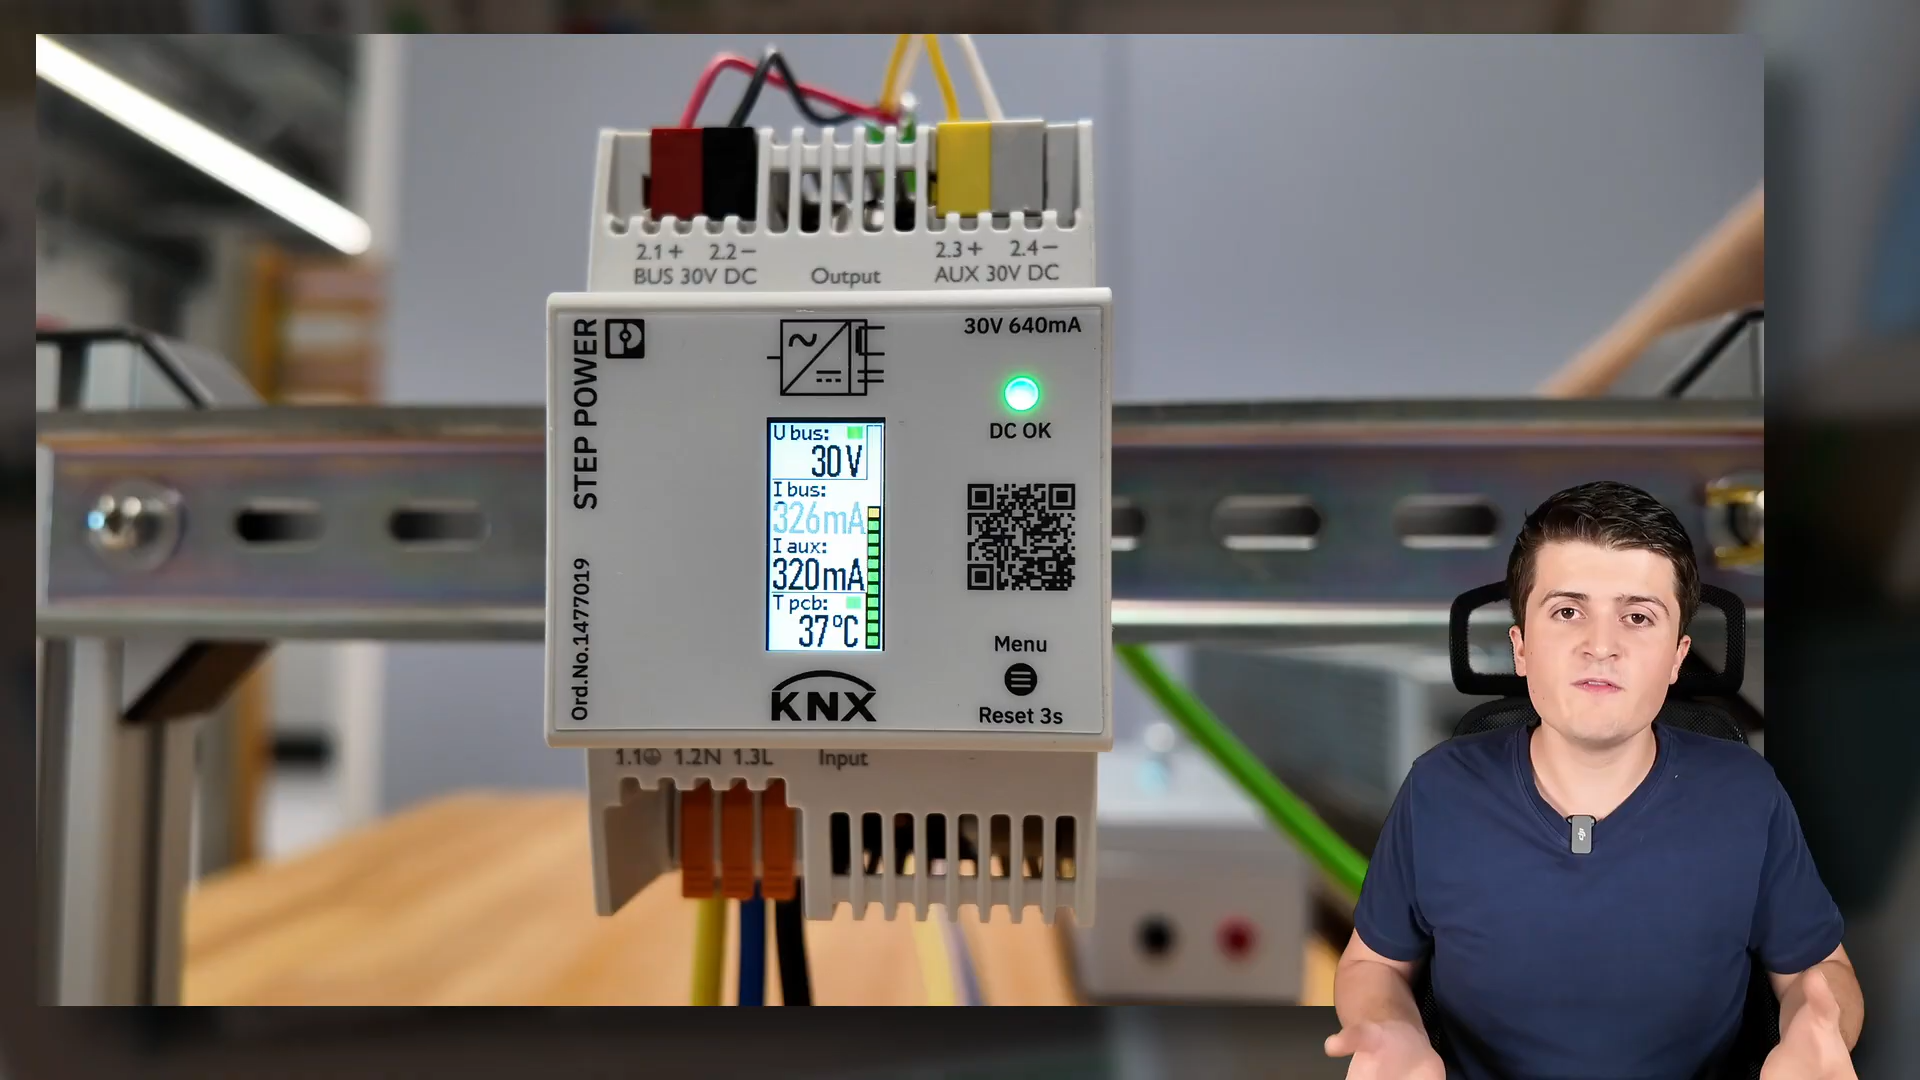 2.1+ 2.2−
BUS 30V DC
Output
2.3+ 2.4−
AUX 30V DC
STEP POWER
Ord.No.1477019
30V 640mA
DC OK
U bus:
30V
I bus:
326mA
I aux:
320mA
T pcb:
37°C
KNX
Menu
Reset 3s
1.1⏚ 1.2N 1.3L
Input